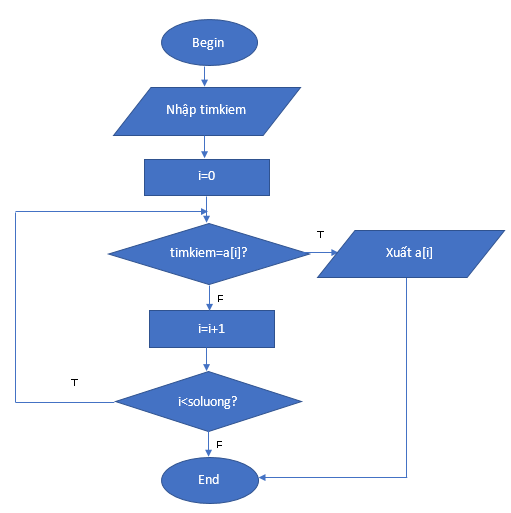 Begin
Nhập timkiem
i=0
timkiem=a[i]?
T
Xuất a[i]
F
i=i+1
T
i<soluong?
F
End